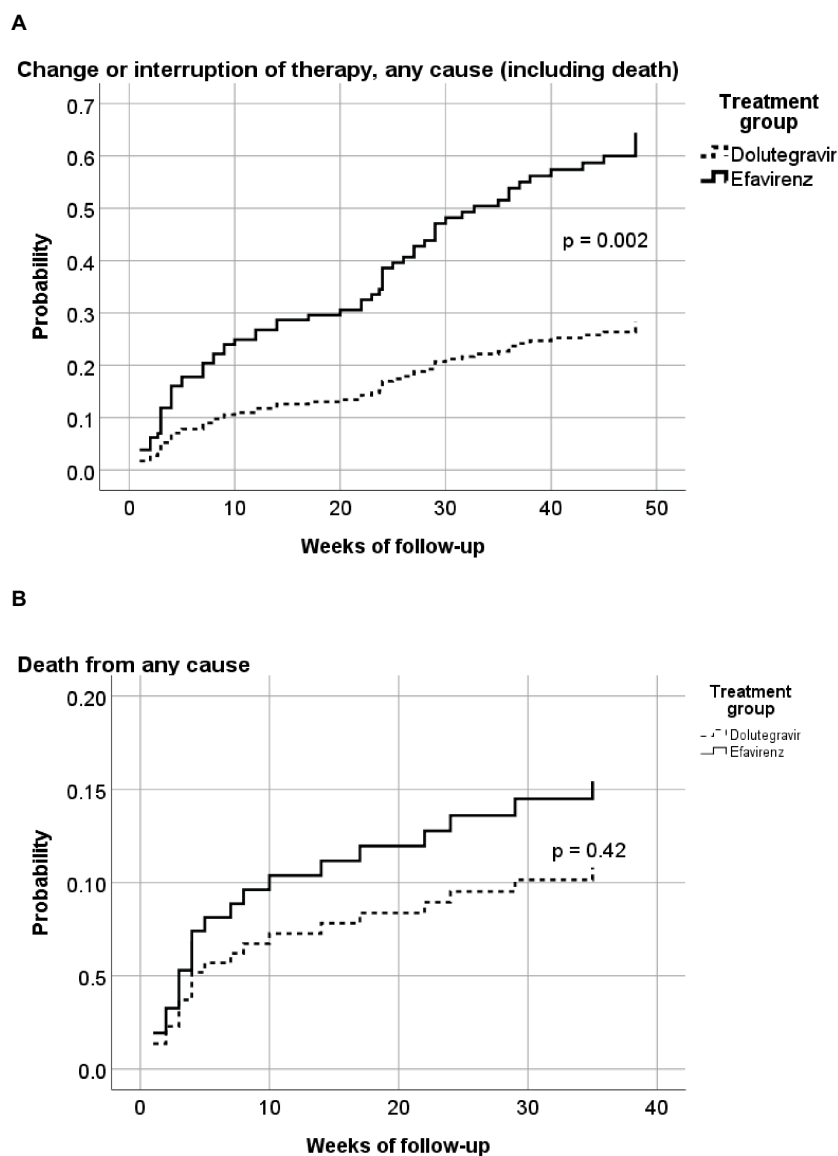 A
Change or interruption of therapy, any cause (including death)
0.7
0.6
0.5
0.4
0.3
0.2
0.1
0.0
Probability
0 10 20 30 40 50
Weeks of follow-up
p = 0.002
Treatment
group
Dolutegravir
Efavirenz
B
Death from any cause
0.20
0.15
0.10
0.5
0.0
Probability
0 10 20 30 40
Weeks of follow-up
p = 0.42
Treatment
group
Dolutegravir
Efavirenz